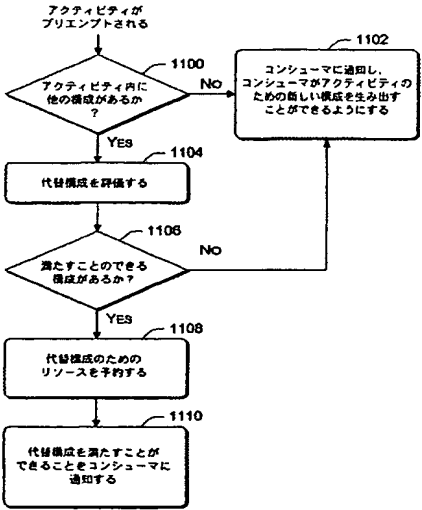 アクティビティが
プリエンプトされる
1100
アクティビティ内に
他の構成があるか
?
NO
YES
1102
コンシューマに通知し、
コンシューマがアクティビティの
ための新しい構成を生み出す
ことができるようにする
1104
代替構成を評価する
1106
満たすことのできる
構成があるか?
NO
YES
1108
代替構成のための
リソースを予約する
1110
代替構成を満たすことが
できることをコンシューマに
通知する